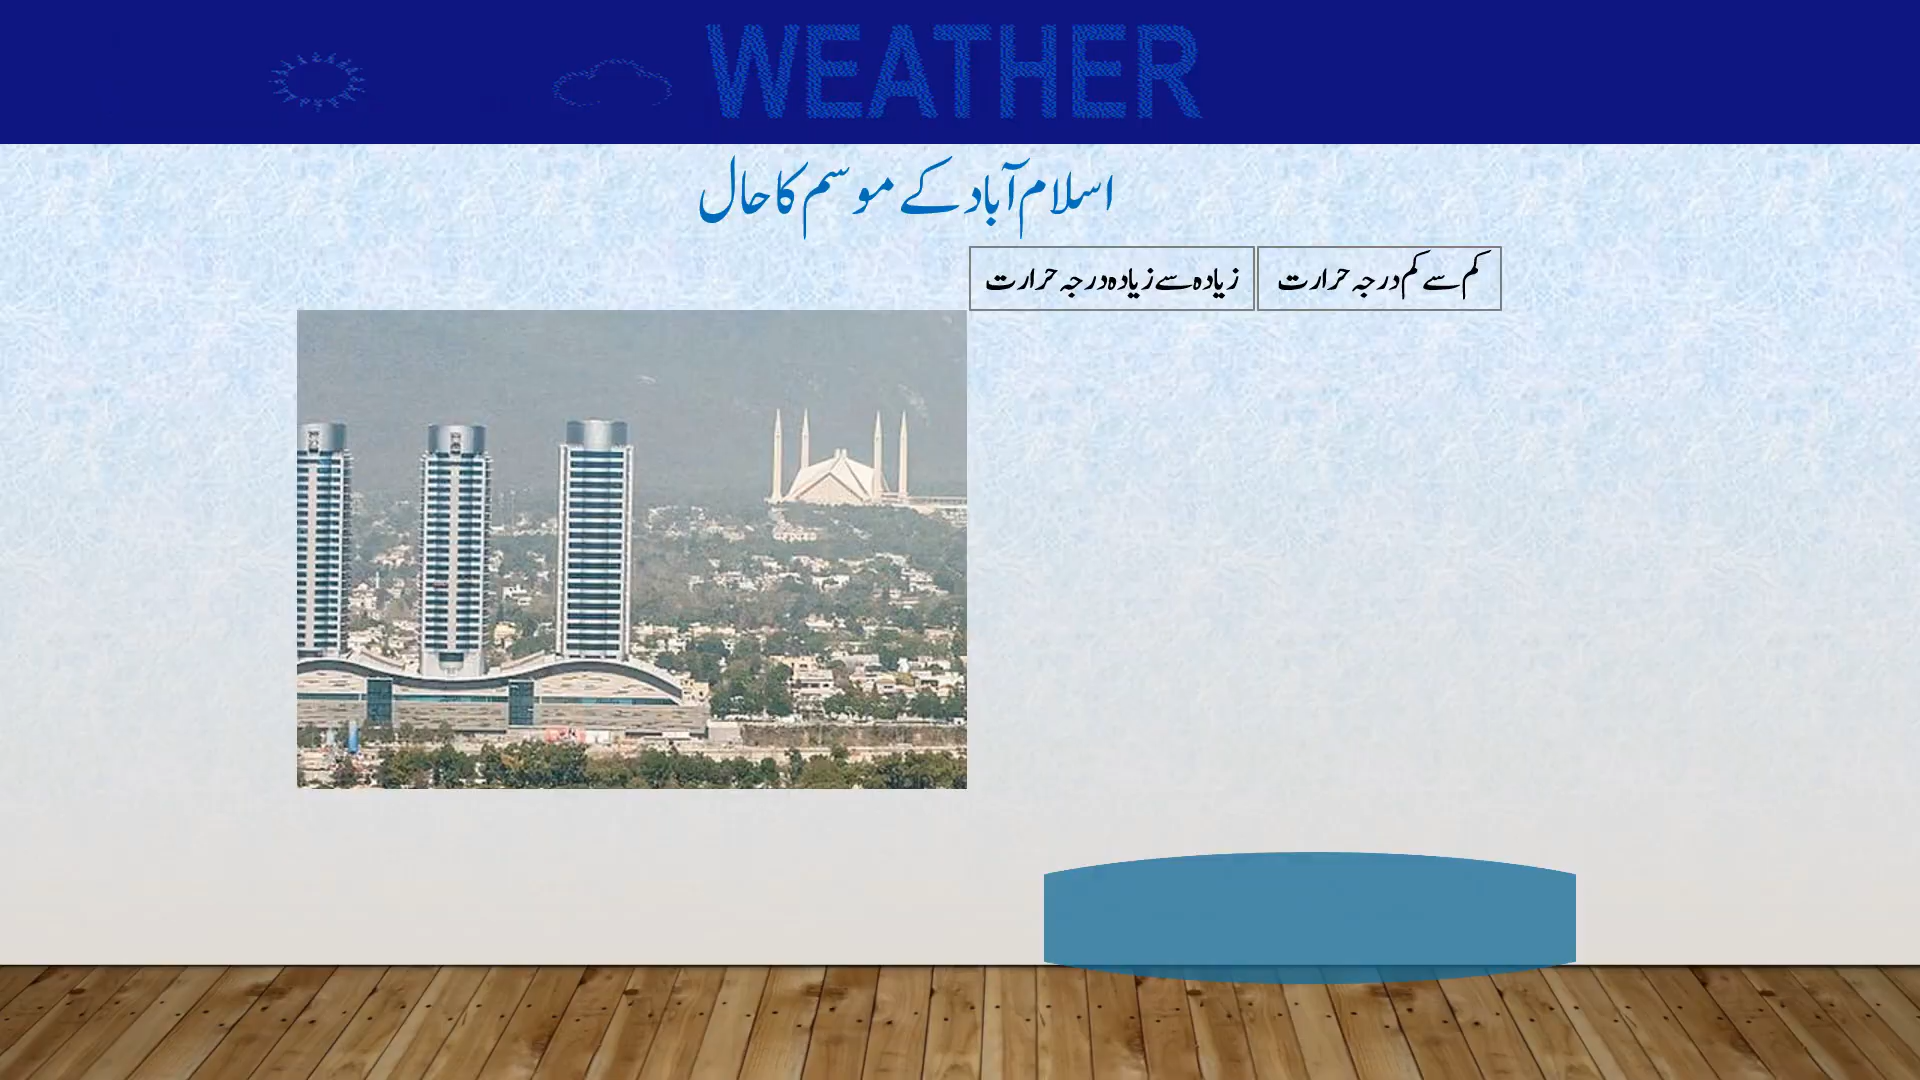 WEATHER
اسلام آباد کے موسم کا حال
کم سے کم درجہ حرارت
زیادہ سے زیادہ درجہ حرارت